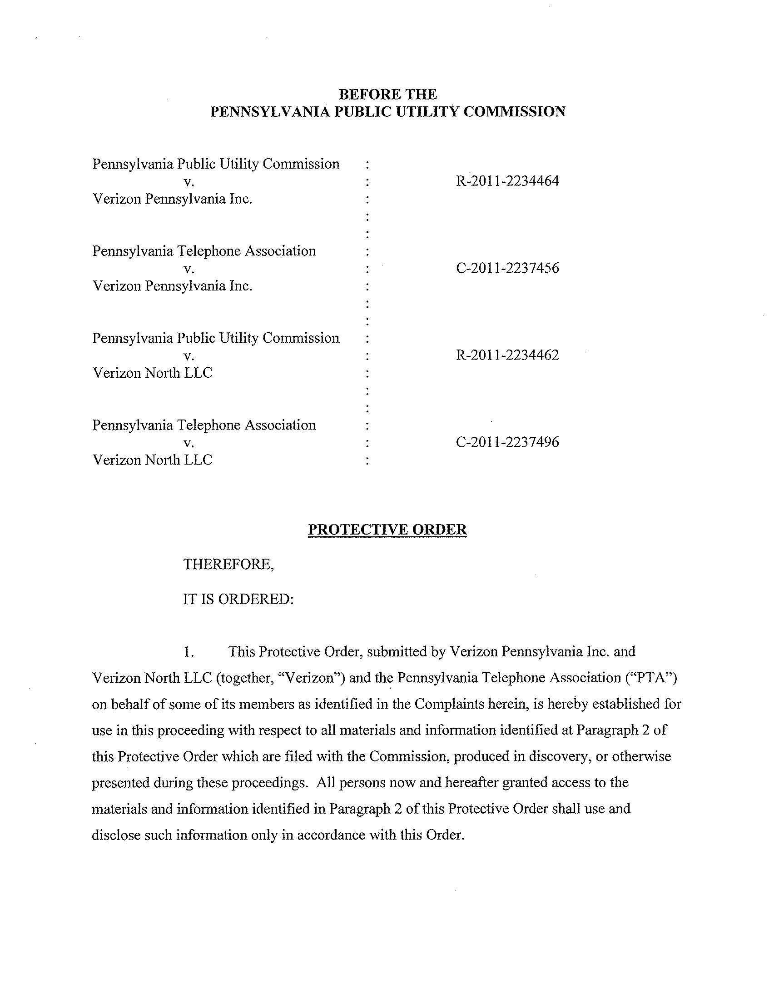 BEFORE THE
PENNSYLVANIA PUBLIC UTILITY COMMISSION
Pennsylvania Public Utility Commission :
v. : R-2011-2234464
Verizon Pennsylvania Inc. :
:
:
Pennsylvania Telephone Association :
v. : C-2011-2237456
Verizon Pennsylvania Inc. :
:
:
Pennsylvania Public Utility Commission :
v. : R-2011-2234462
Verizon North LLC :
:
:
Pennsylvania Telephone Association :
v. : C-2011-2237496
Verizon North LLC :
PROTECTIVE ORDER
THEREFORE,
IT IS ORDERED:
1. This Protective Order, submitted by Verizon Pennsylvania Inc. and
Verizon North LLC (together, “Verizon”) and the Pennsylvania Telephone Association (“PTA”)
on behalf of some of its members as identified in the Complaints herein, is hereby established for
use in this proceeding with respect to all materials and information identified at Paragraph 2 of
this Protective Order which are filed with the Commission, produced in discovery, or otherwise
presented during these proceedings. All persons now and hereafter granted access to the
materials and information identified in Paragraph 2 of this Protective Order shall use and
disclose such information only in accordance with this Order.